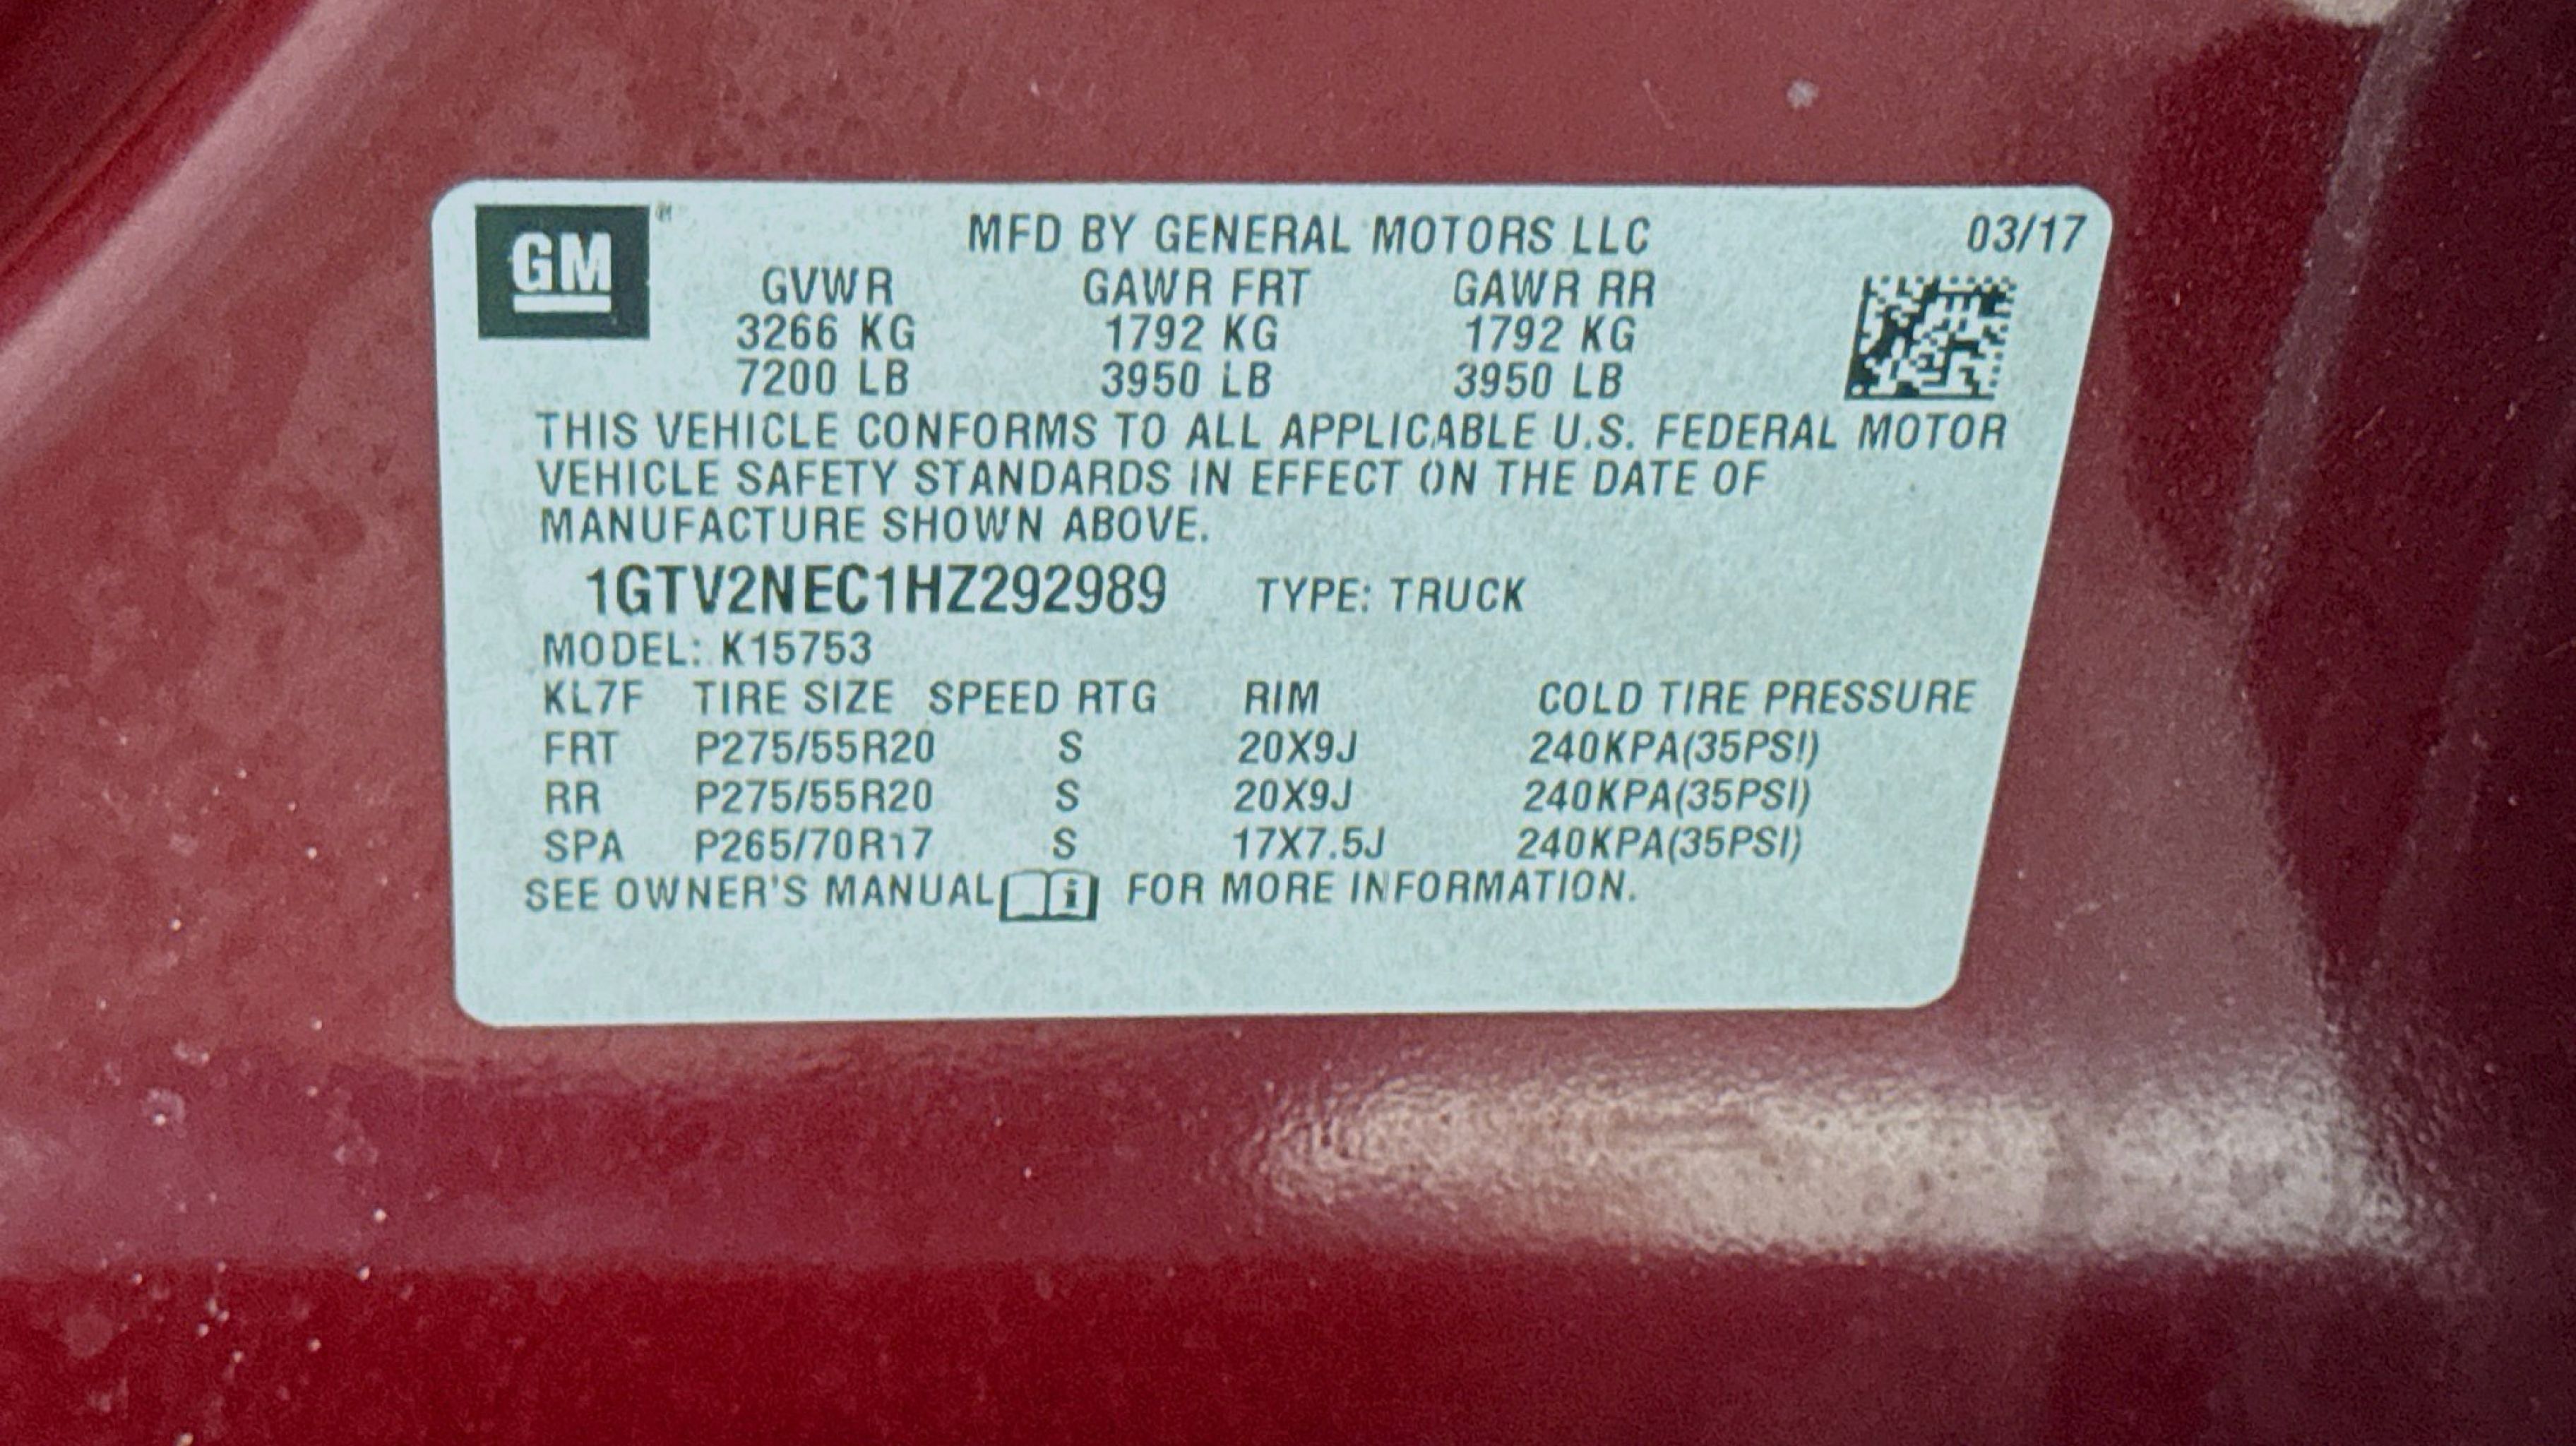 GM ®
MFD BY GENERAL MOTORS LLC 03/17
GVWR GAWR FRT GAWR RR
3266 KG 1792 KG 1792 KG
7200 LB 3950 LB 3950 LB
THIS VEHICLE CONFORMS TO ALL APPLICABLE U.S. FEDERAL MOTOR
VEHICLE SAFETY STANDARDS IN EFFECT ON THE DATE OF
MANUFACTURE SHOWN ABOVE.
1GTV2NEC1HZ292989 TYPE: TRUCK
MODEL: K15753
KL7F TIRE SIZE SPEED RTG RIM COLD TIRE PRESSURE
FRT P275/55R20 S 20X9J 240KPA(35PSI)
RR P275/55R20 S 20X9J 240KPA(35PSI)
SPA P265/70R17 S 17X7.5J 240KPA(35PSI)
SEE OWNER'S MANUAL i FOR MORE INFORMATION.